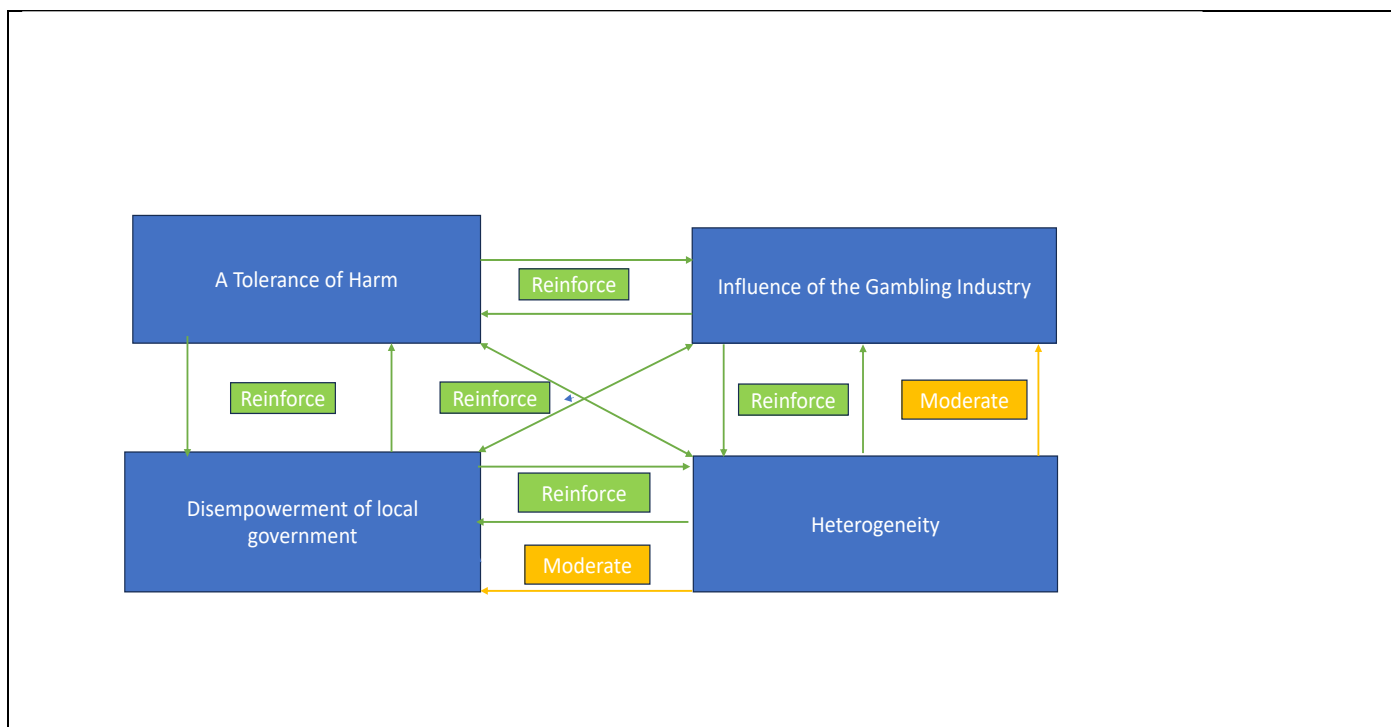 A Tolerance of Harm
Influence of the Gambling Industry
Reinforce
Reinforce
Reinforce
Reinforce
Moderate
Disempowerment of local
government
Reinforce
Heterogeneity
Moderate